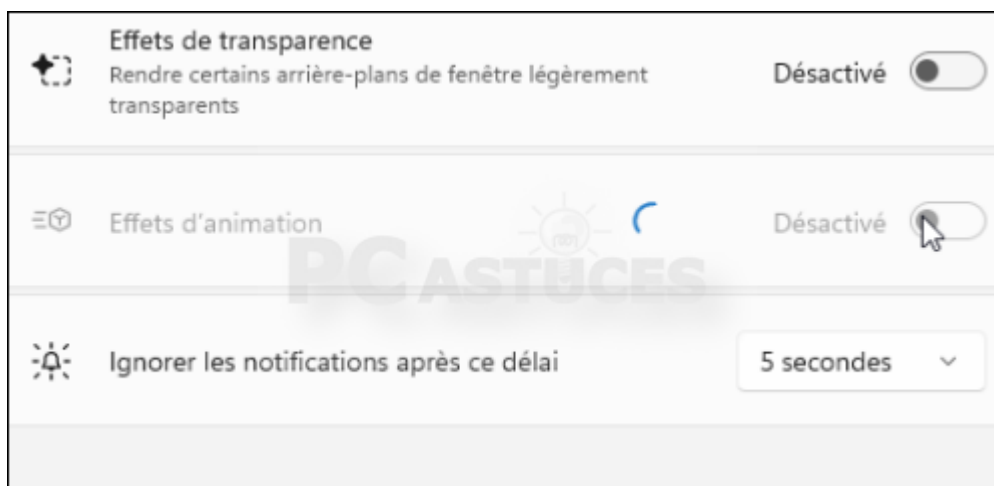 Effets de transparence
Rendre certains arrière-plans de fenêtre légèrement
transparents
Désactivé
Effets d'animation
Désactivé
PC ASTUCES
Ignorer les notifications après ce délai
5 secondes